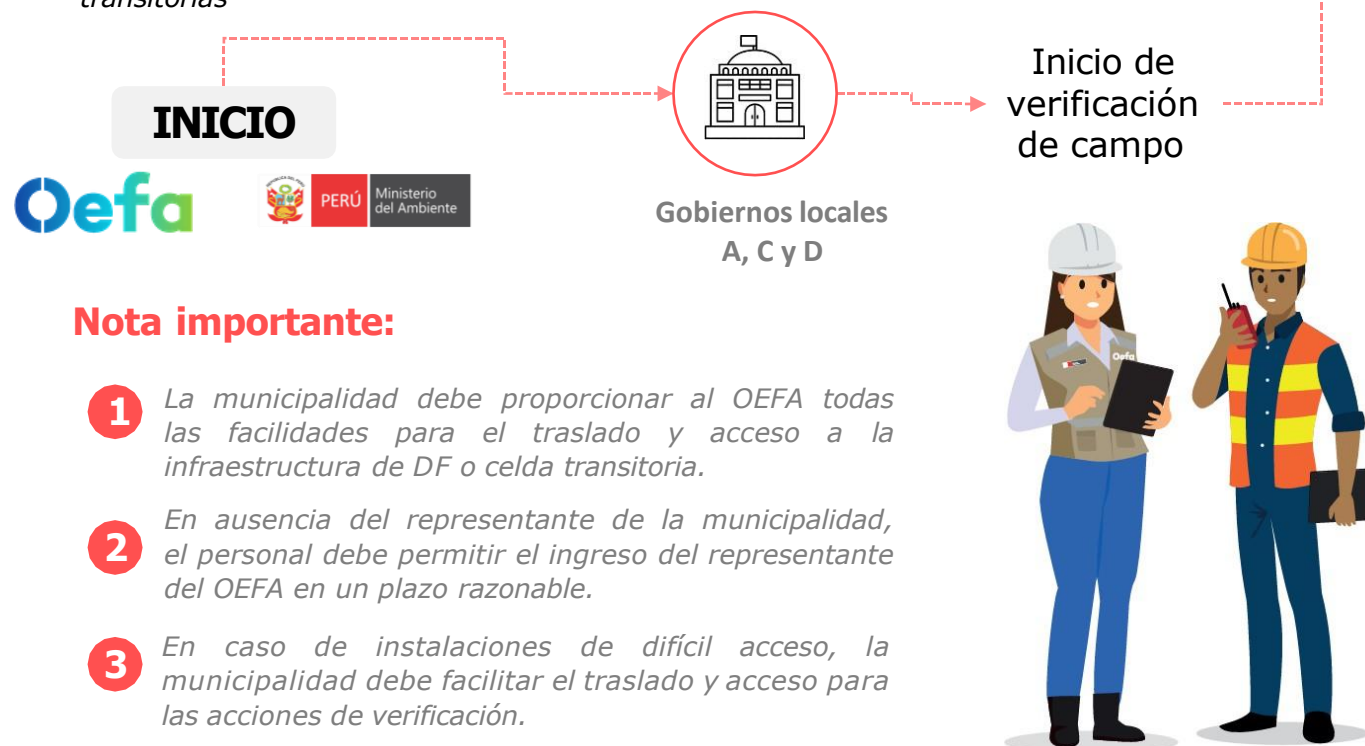 transitorias
INICIO
Oefa
PERÚ
Ministerio
del Ambiente
Gobiernos locales
A, C y D
Inicio de
verificación
de campo
Nota importante:
1
La municipalidad debe proporcionar al OEFA todas
las facilidades para el traslado y acceso a la
infraestructura de DF o celda transitoria.
2
En ausencia del representante de la municipalidad,
el personal debe permitir el ingreso del representante
del OEFA en un plazo razonable.
3
En caso de instalaciones de difícil acceso, la
municipalidad debe facilitar el traslado y acceso para
las acciones de verificación.
Oefa